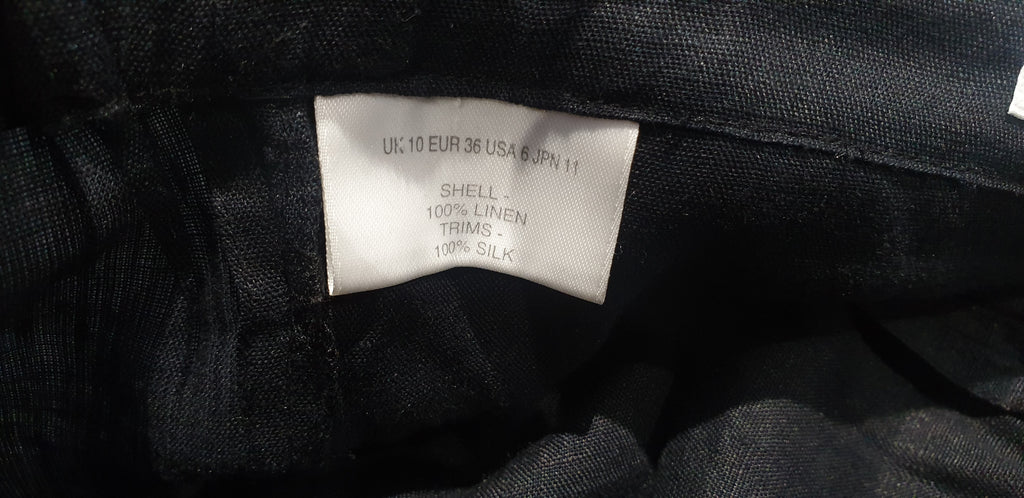 UK 10 EUR 36 USA 6 JPN 11
SHELL -
100% LINEN
TRIMS -
100% SILK